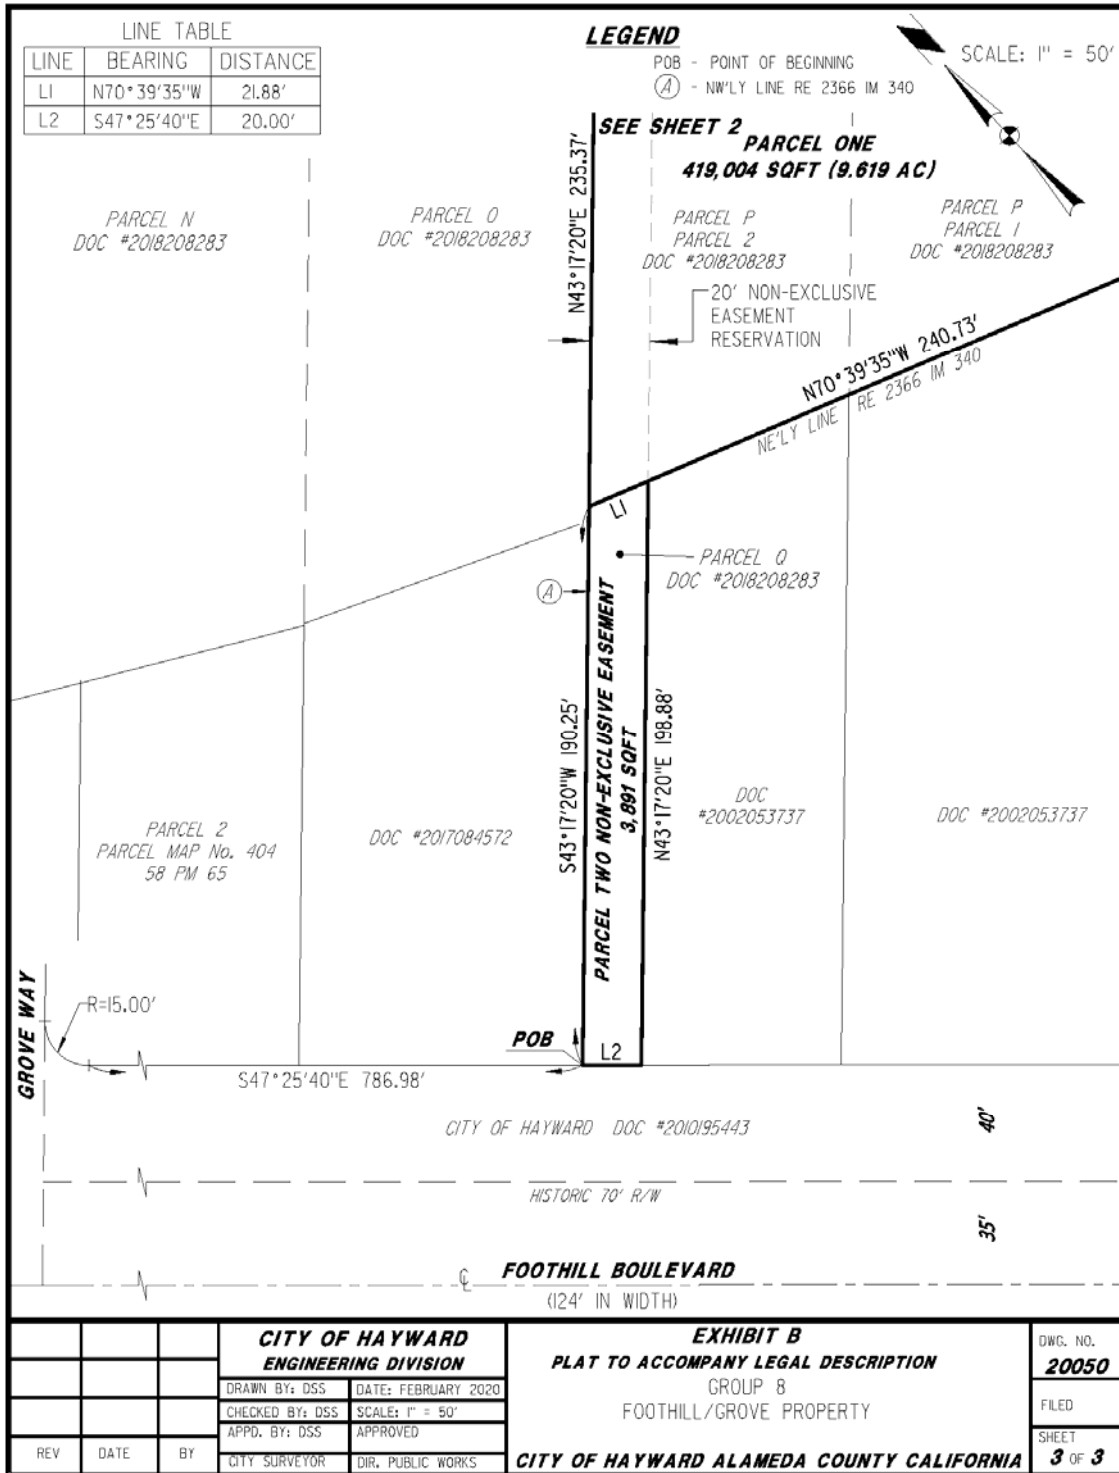 LINE TABLE
LINE BEARING DISTANCE
L1 N70°39'35"W 21.88'
L2 S47°25'40"E 20.00'
LEGEND
POB - POINT OF BEGINNING
(A) - NW'LY LINE RE 2366 IM 340
SCALE: 1" = 50'
SEE SHEET 2
PARCEL ONE
419,004 SQFT (9.619 AC)
N43°17'20"E 235.37'
PARCEL N
DOC #2018208283
PARCEL O
DOC #2018208283
PARCEL P
PARCEL 2
DOC #2018208283
PARCEL P
PARCEL 1
DOC #2018208283
20' NON-EXCLUSIVE
EASEMENT
RESERVATION
N70°39'35"W 240.73'
NE'LY LINE RE 2366 IM 340
L1
PARCEL Q
DOC #2018208283
(A)
PARCEL TWO NON-EXCLUSIVE EASEMENT
3,891 SQFT
S43°17'20"W 190.25'
N43°17'20"E 198.88'
PARCEL 2
PARCEL MAP No. 404
58 PM 65
DOC #2017084572
DOC
#2002053737
DOC #2002053737
GROVE WAY
R=15.00'
POB
L2
S47°25'40"E 786.98'
CITY OF HAYWARD DOC #2010195443
40'
HISTORIC 70' R/W
35'
CL
FOOTHILL BOULEVARD
(124' IN WIDTH)
REV DATE BY
CITY OF HAYWARD
ENGINEERING DIVISION
DRAWN BY: DSS DATE: FEBRUARY 2020
CHECKED BY: DSS SCALE: 1" = 50'
APPD. BY: DSS APPROVED
CITY SURVEYOR DIR. PUBLIC WORKS
EXHIBIT B
PLAT TO ACCOMPANY LEGAL DESCRIPTION
GROUP 8
FOOTHILL/GROVE PROPERTY
CITY OF HAYWARD ALAMEDA COUNTY CALIFORNIA
DWG. NO.
20050
FILED
SHEET
3 OF 3